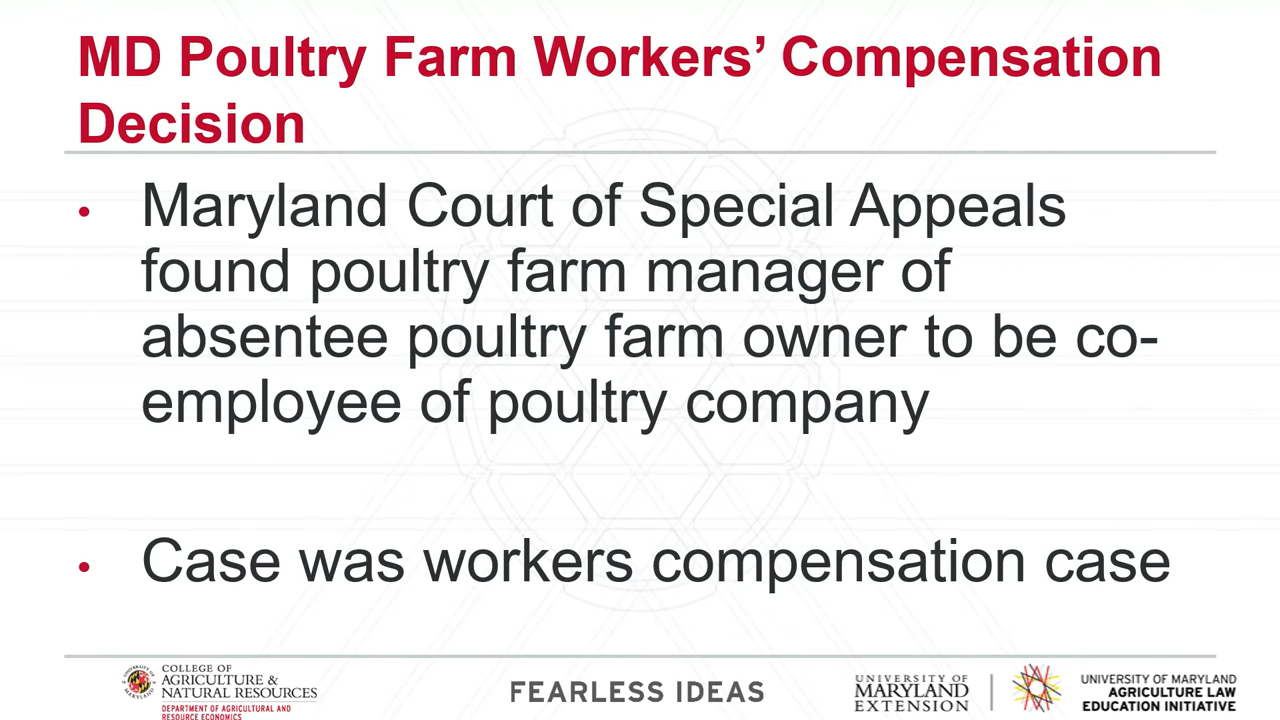 MD Poultry Farm Workers’ Compensation
Decision
• Maryland Court of Special Appeals
found poultry farm manager of
absentee poultry farm owner to be co-
employee of poultry company
• Case was workers compensation case
COLLEGE OF
AGRICULTURE &
NATURAL RESOURCES
DEPARTMENT OF AGRICULTURAL AND
RESOURCE ECONOMICS
FEARLESS IDEAS
UNIVERSITY OF
MARYLAND
EXTENSION
UNIVERSITY OF MARYLAND
AGRICULTURE LAW
EDUCATION INITIATIVE